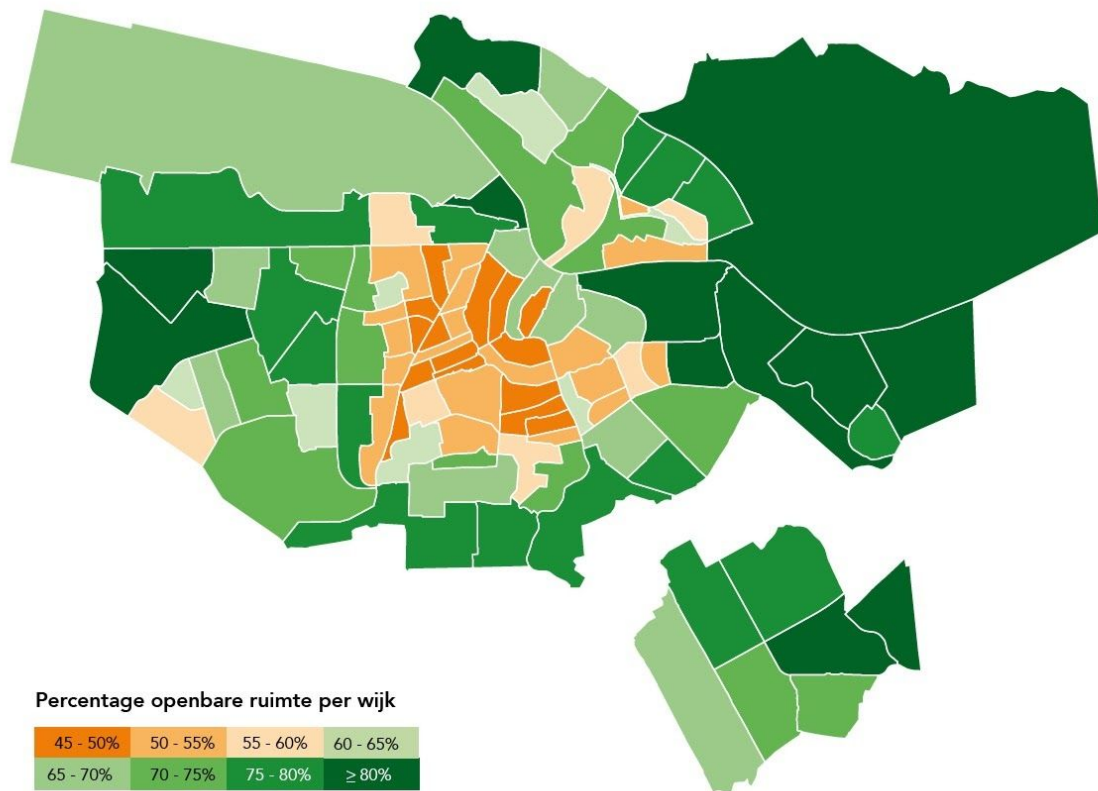 Percentage openbare ruimte per wijk
45 - 50% 50 - 55% 55 - 60% 60 - 65%
65 - 70% 70 - 75% 75 - 80% ≥ 80%